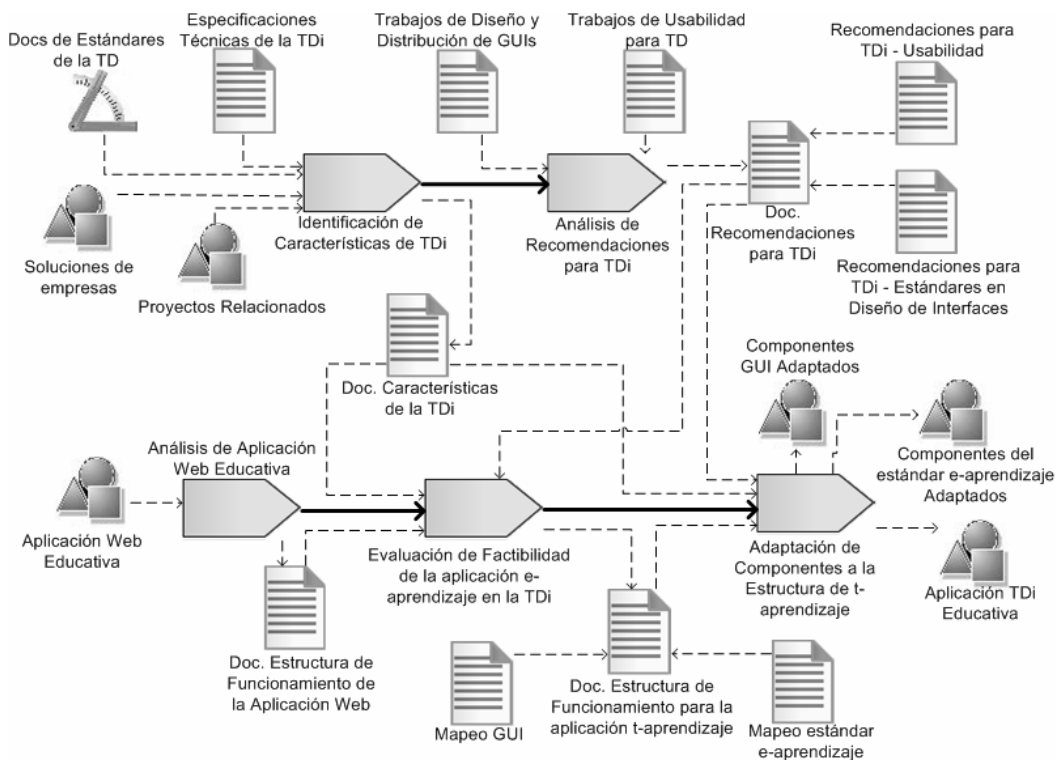 Docs de Estándares
de la TD
Especificaciones
Técnicas de la TDi
Trabajos de Diseño y
Distribución de GUIs
Trabajos de Usabilidad
para TD
Recomendaciones para
TDi - Usabilidad
Soluciones de
empresas
Proyectos Relacionados
Identificación de
Características de TDi
Análisis de
Recomendaciones
para TDi
Doc.
Recomendaciones
para TDi
Recomendaciones para
TDi - Estándares en
Diseño de Interfaces
Doc. Características
de la TDi
Componentes
GUI Adaptados
Componentes del
estándar e-aprendizaje
Adaptados
Análisis de Aplicación
Web Educativa
Aplicación Web
Educativa
Evaluación de Factibilidad
de la aplicación e-
aprendizaje en la TDi
Adaptación de
Componentes a la
Estructura de t-
aprendizaje
Aplicación TDi
Educativa
Doc. Estructura de
Funcionamiento de
la Aplicación Web
Mapeo GUI
Doc. Estructura de
Funcionamiento para la
aplicación t-aprendizaje
Mapeo estándar
e-aprendizaje